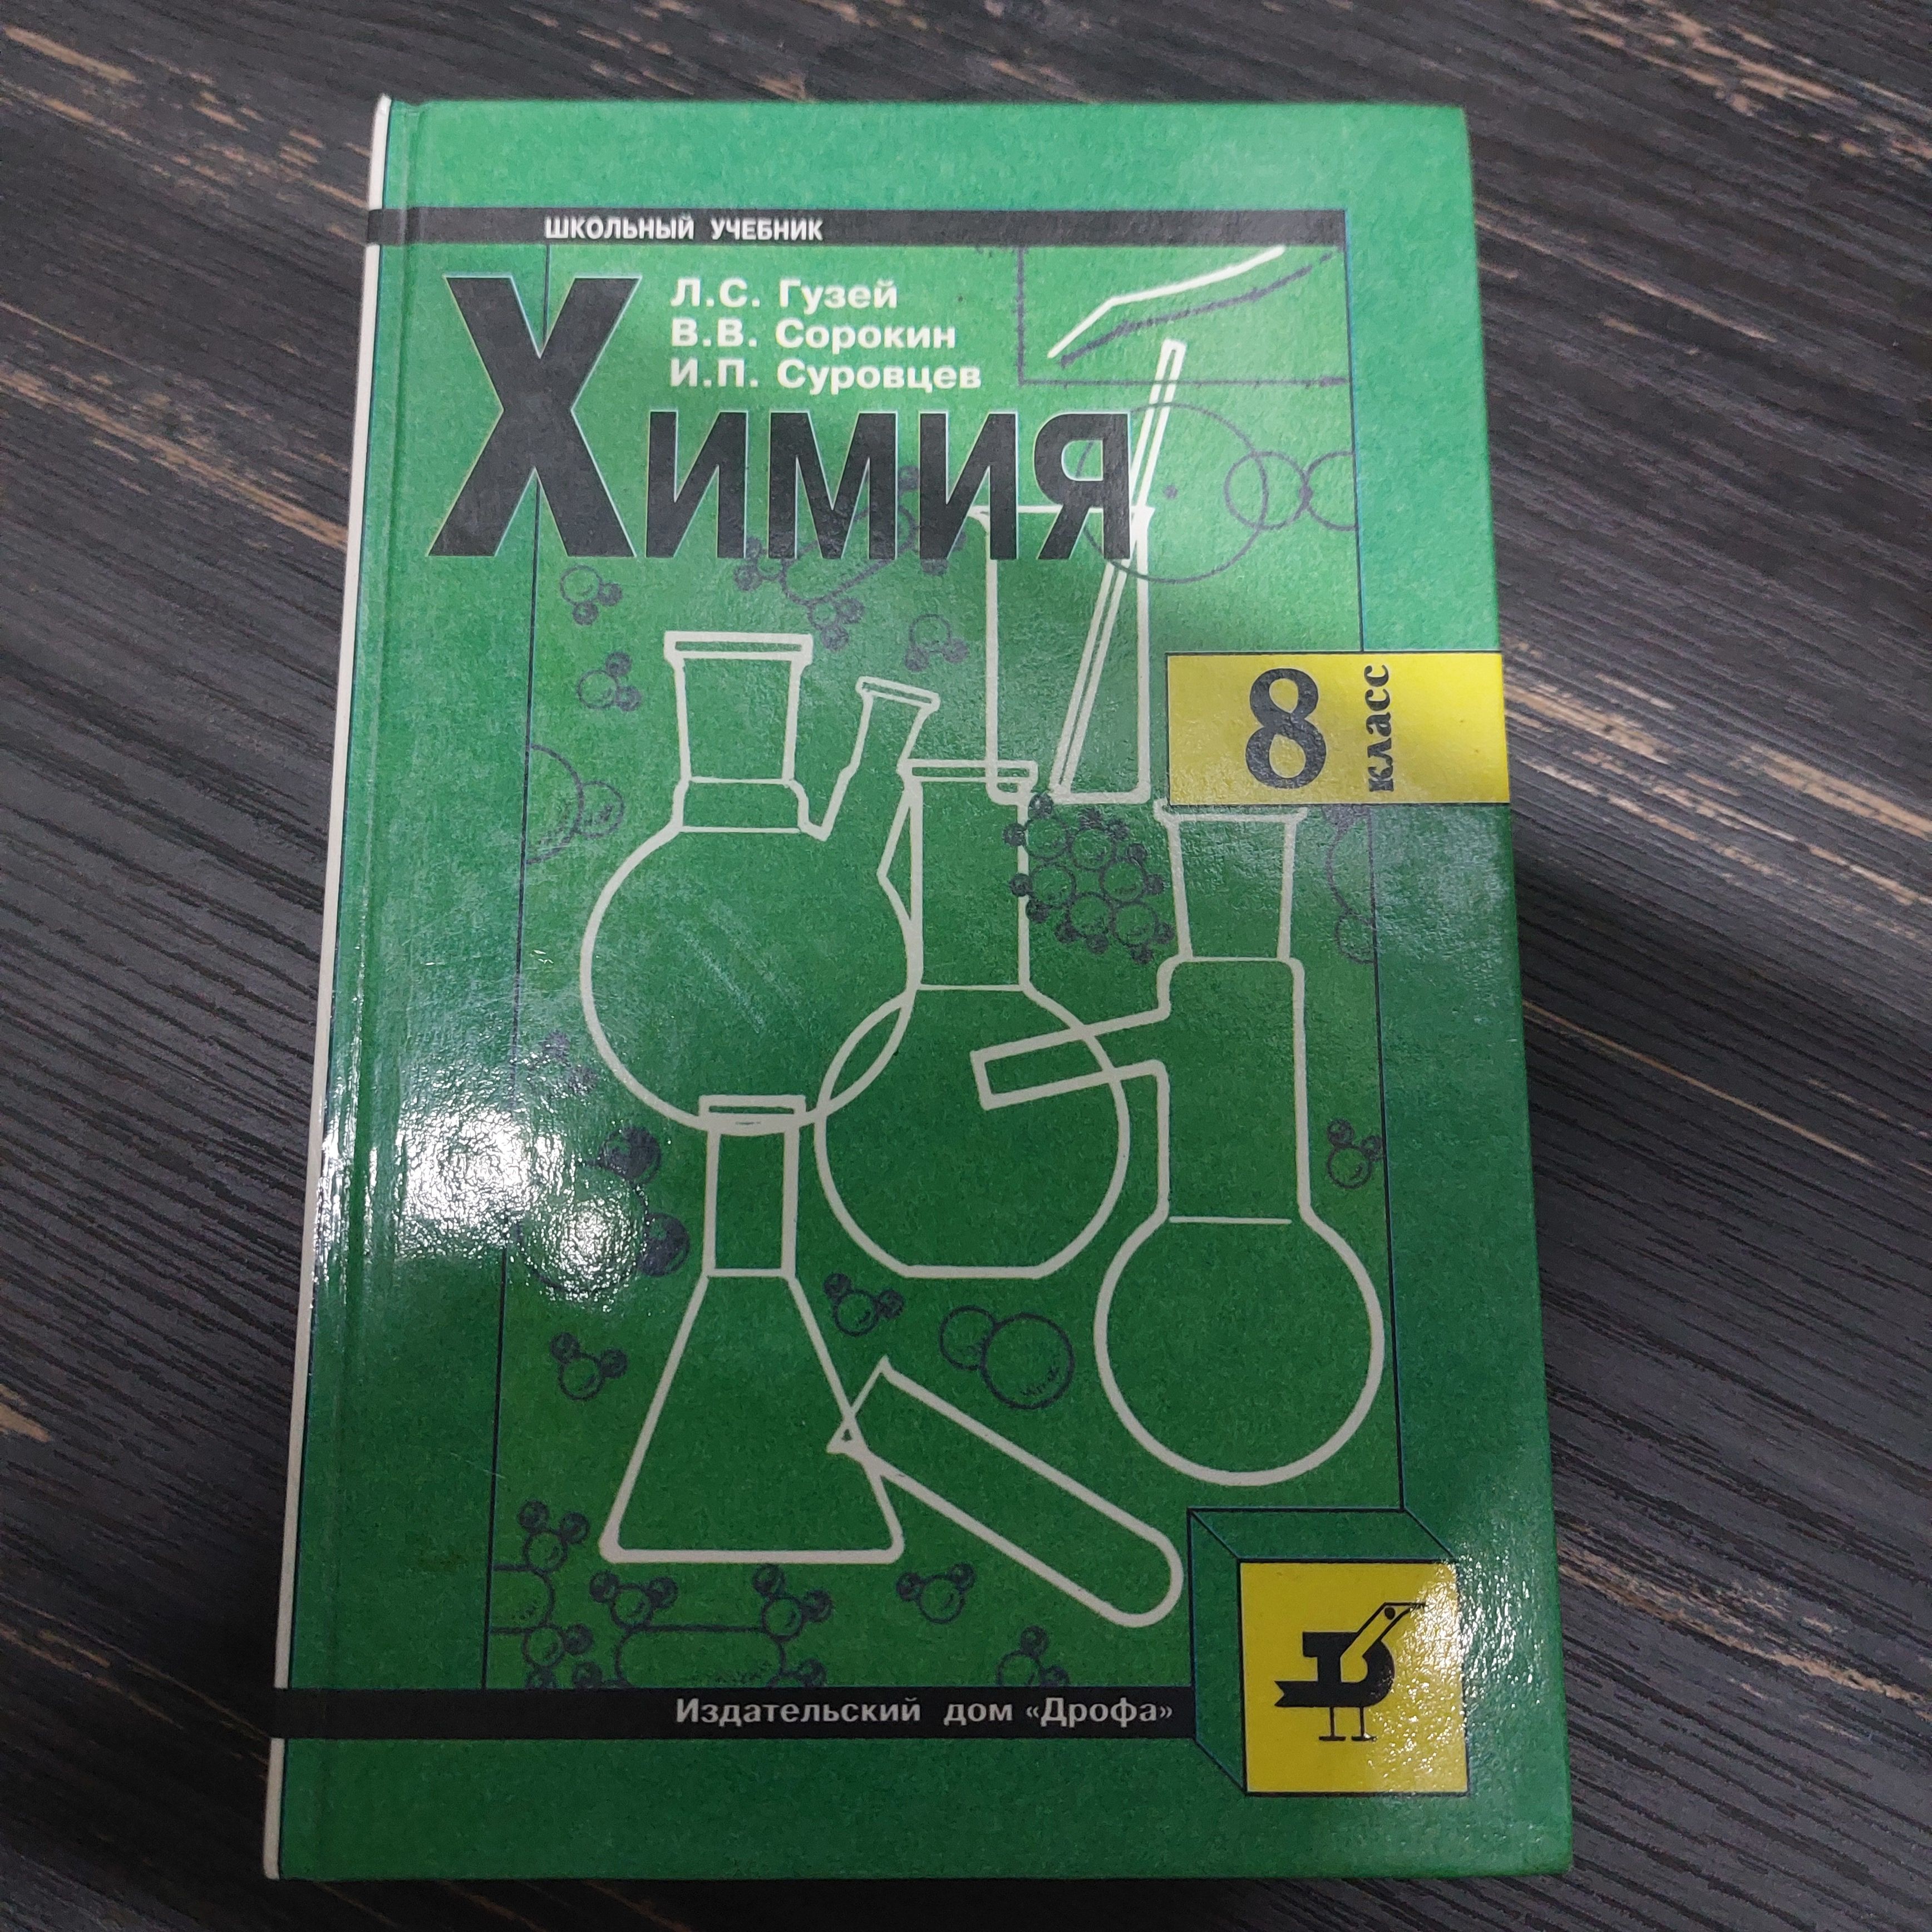 ШКОЛЬНЫЙ УЧЕБНИК
Л.С. Гузей
В.В. Сорокин
И.П. Суровцев
Химия
8 класс
Издательский дом «Дрофа»